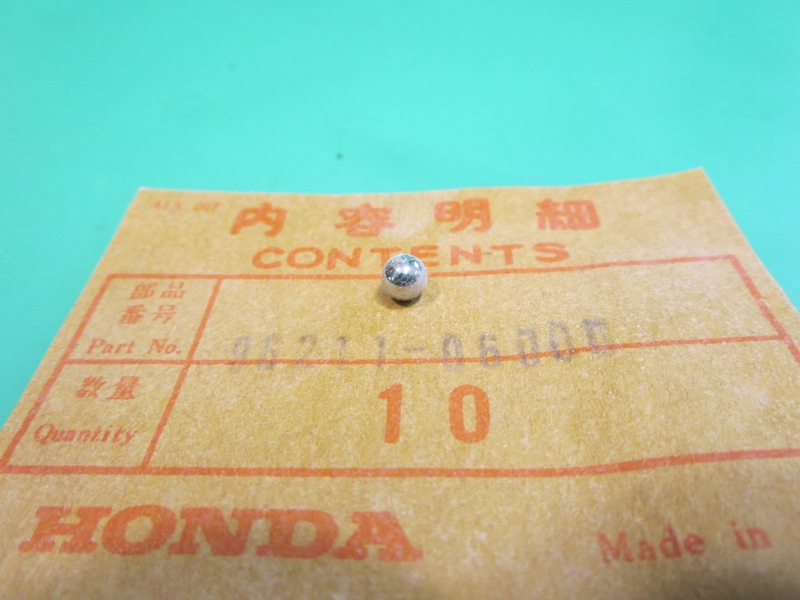 内容明細
CONTENTS
部品
番号
Part No.
96211-06000
数量
Quantity
10
HONDA
Made in